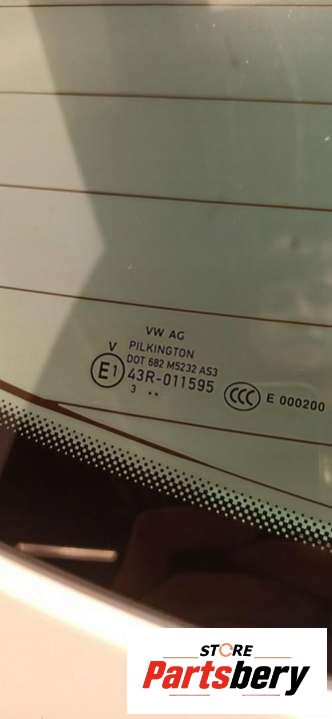 VW AG
V PILKINGTON
DOT 682 M5232 AS3
E1 43R-011595
CCC E 000200
3 ..
STORE
Partsbery